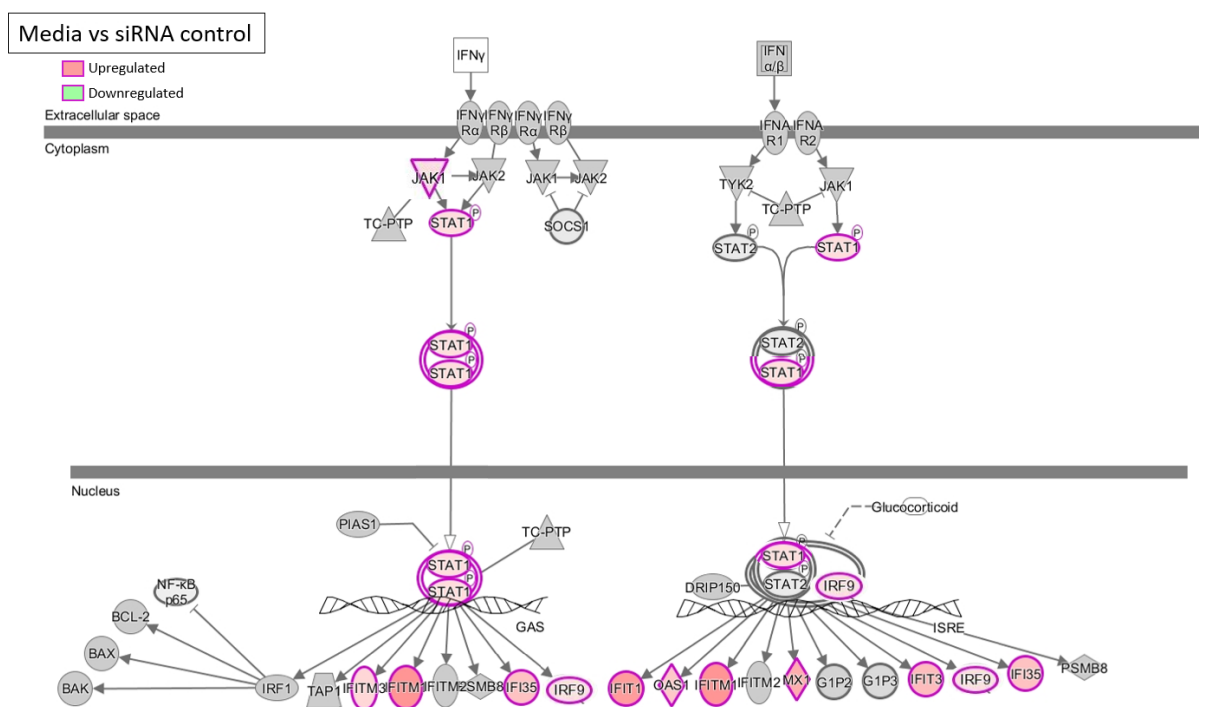 Media vs siRNA control
Upregulated
Downregulated
Extracellular space
Cytoplasm
IFNγ
IFN
α/β
IFNγ
Rα
IFNγ
Rβ
IFNγ
Rα
IFNγ
Rβ
IFNA
R1
IFNA
R2
JAK1
JAK2
JAK1
JAK2
TYK2
JAK1
TC-PTP
TC-PTP
STAT1
P
SOCS1
STAT2
P
STAT1
P
STAT1
P
STAT1
P
STAT2
P
STAT1
P
Nucleus
PIAS1
TC-PTP
Glucocorticoid
STAT1
P
STAT1
P
STAT1
P
STAT2
P
IRF9
DRIP150
GAS
ISRE
NF-kB
p65
BCL-2
BAX
BAK
IRF1
TAP1
IFITM3
IFITM1
IFITM2
SMB8
IFI35
IRF9
IFIT1
OAS1
IFITM1
IFITM2
MX1
G1P2
G1P3
IFIT3
IRF9
IFI35
PSMB8